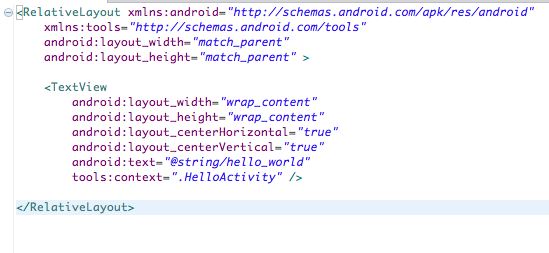 <RelativeLayout xmlns:android="http://schemas.android.com/apk/res/android"
    xmlns:tools="http://schemas.android.com/tools"
    android:layout_width="match_parent"
    android:layout_height="match_parent" >

    <TextView
        android:layout_width="wrap_content"
        android:layout_height="wrap_content"
        android:layout_centerHorizontal="true"
        android:layout_centerVertical="true"
        android:text="@string/hello_world"
        tools:context=".HelloActivity" />

</RelativeLayout>